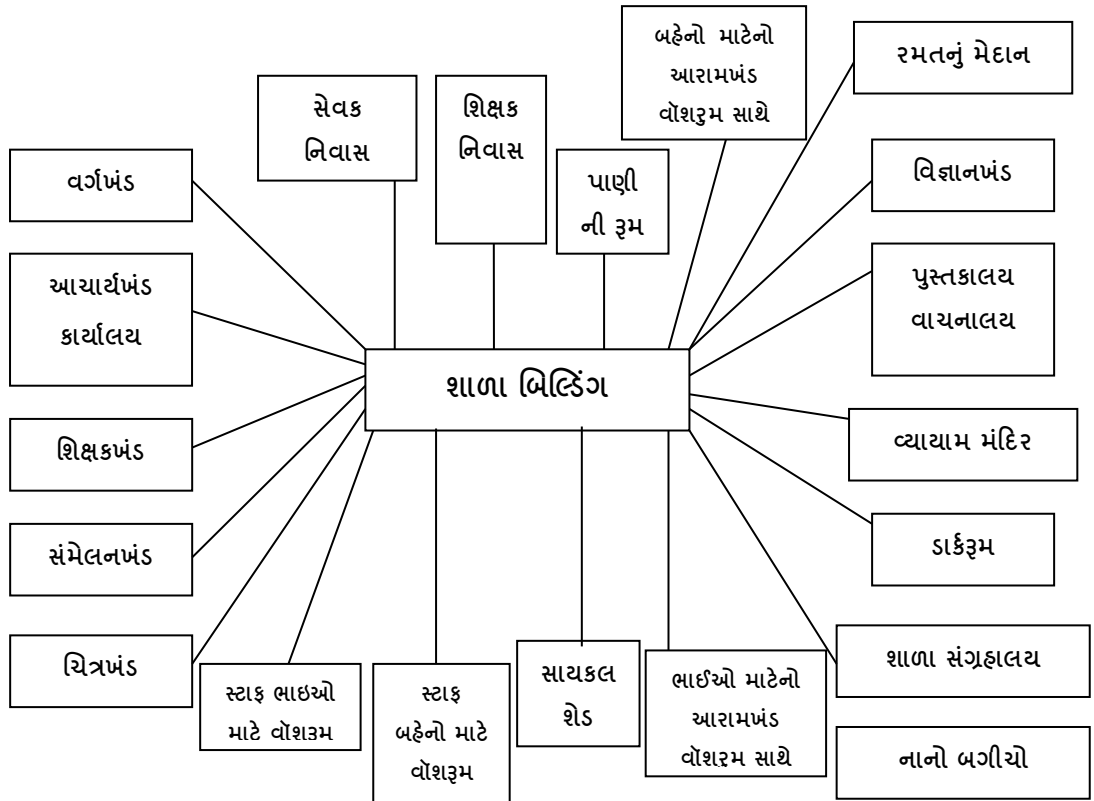 બહેનો માટેનો
આરામખંડ
વૉશરુમ સાથે
રમતનું મેદાન
સેવક
નિવાસ
શિક્ષક
નિવાસ
પાણી
ની રૂમ
વર્ગખંડ
વિજ્ઞાનખંડ
આચાર્યખંડ
કાર્યાલય
પુસ્તકાલય
વાચનાલય
શાળા બિલ્ડિંગ
શિક્ષકખંડ
વ્યાયામ મંદિર
સંમેલનખંડ
ડાર્કરૂમ
ચિત્રખંડ
સ્ટાફ ભાઇઓ
માટે વૉશરૂમ
સ્ટાફ
બહેનો માટે
વૉશરૂમ
સાયકલ
શેડ
ભાઈઓ માટેનો
આરામખંડ
વૉશરૂમ સાથે
શાળા સંગ્રહાલય
નાનો બગીચો